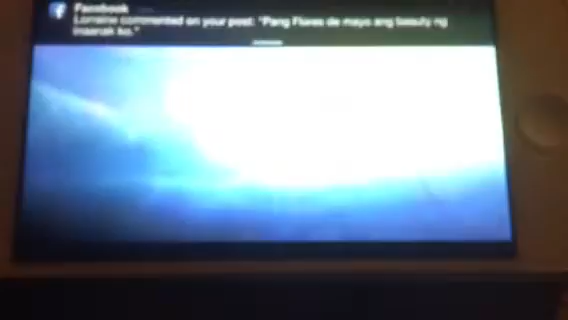 Facebook
Lorraine commented on your post: "Pang Flores de mayo ang beauty ng
inaanak ko."